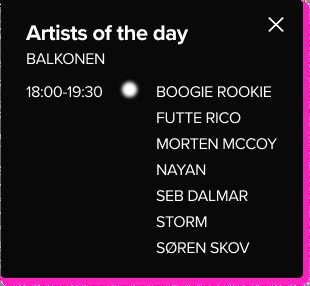 Artists of the day
BALKONEN
18:00-19:30 BOOGIE ROOKIE
FUTTE RICO
MORTEN MCCOY
NAYAN
SEB DALMAR
STORM
SØREN SKOV